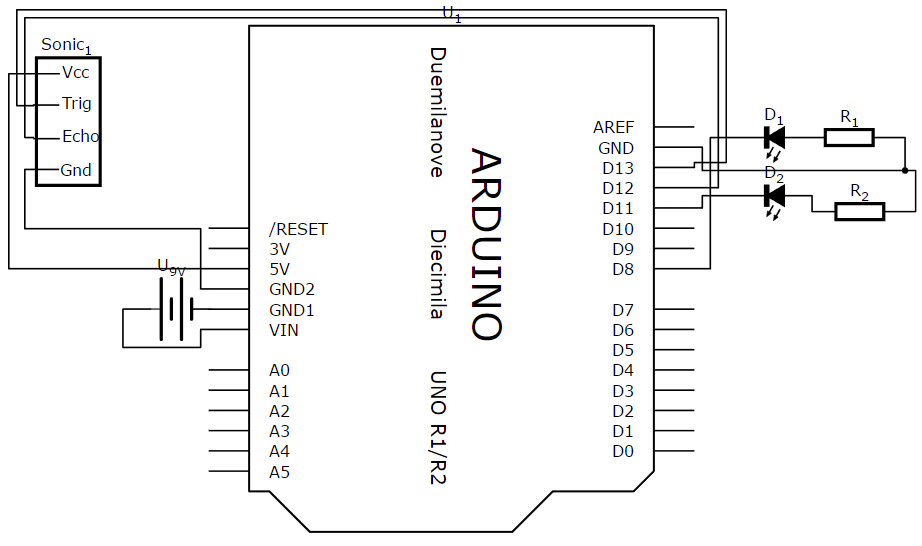 U1
Sonic1
Vcc
Trig
Echo
Gnd
Duemilanove
Diecimila
UNO R1/R2
ARDUINO
/RESET
3V
5V
GND2
GND1
VIN
A0
A1
A2
A3
A4
A5
U9V
AREF
GND
D13
D12
D11
D10
D9
D8
D7
D6
D5
D4
D3
D2
D1
D0
D1
R1
D2
R2